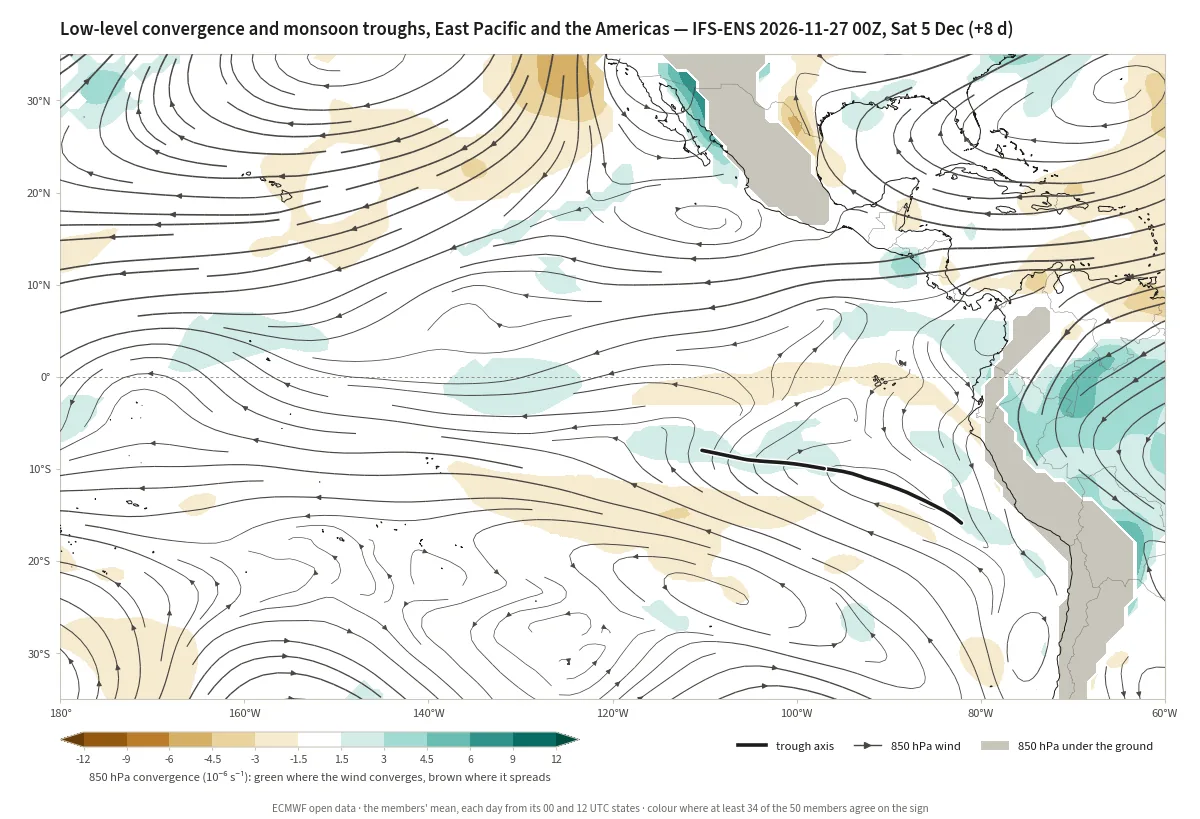 Low-level convergence and monsoon troughs, East Pacific and the Americas — IFS-ENS 2026-11-27 00Z, Sat 5 Dec (+8 d)
30°N
20°N
10°N
0°
10°S
20°S
30°S
180° 160°W 140°W 120°W 100°W 80°W 60°W
-12 -9 -6 -4.5 -3 -1.5 1.5 3 4.5 6 9 12
850 hPa convergence (10⁻⁶ s⁻¹): green where the wind converges, brown where it spreads
trough axis 850 hPa wind 850 hPa under the ground
ECMWF open data · the members' mean, each day from its 00 and 12 UTC states · colour where at least 34 of the 50 members agree on the sign